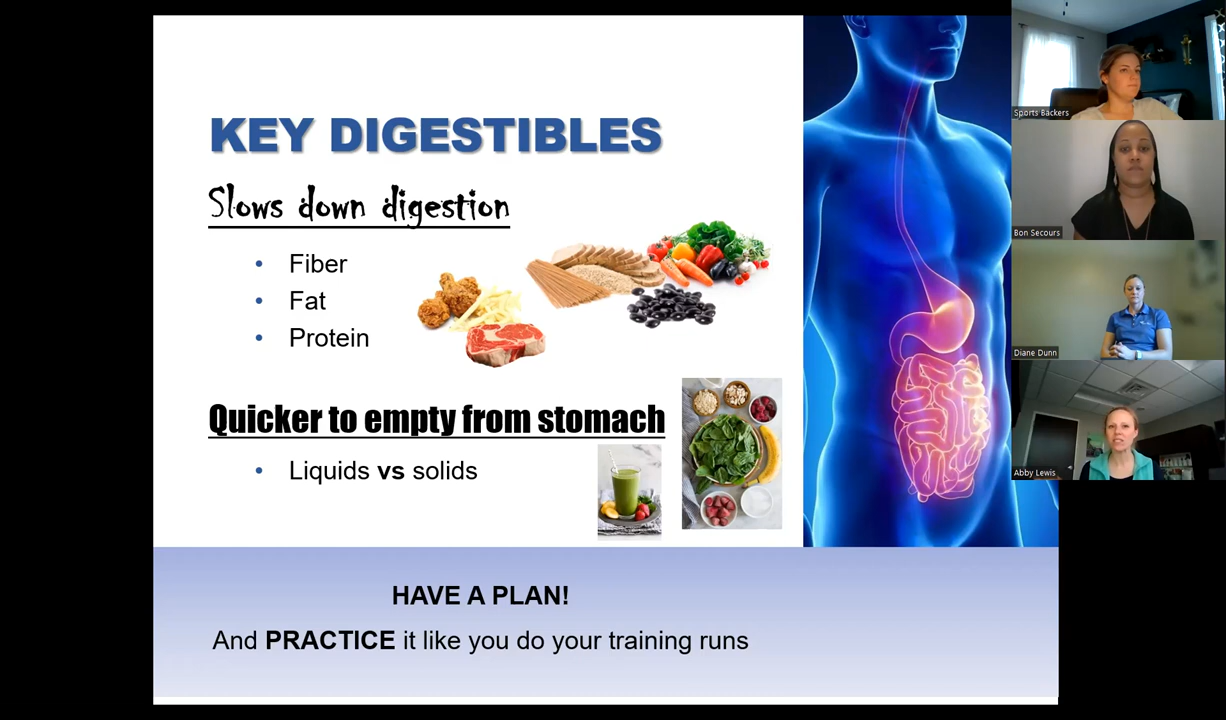 KEY DIGESTIBLES
Slows down digestion
• Fiber
• Fat
• Protein
Quicker to empty from stomach
• Liquids vs solids
HAVE A PLAN!
And PRACTICE it like you do your training runs
Sports Backers
Bon Secours
Diane Dunn
Abby Lewis